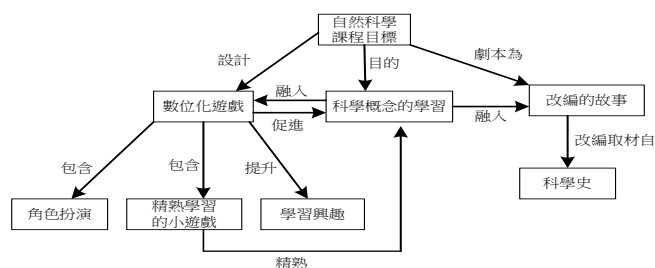 自然科學
課程目標
設計
目的
劇本為
數位化遊戲
融入
促進
科學概念的學習
融入
改編的故事
包含
包含
提升
改編取材自
角色扮演
精熟學習
的小遊戲
學習興趣
科學史
精熟